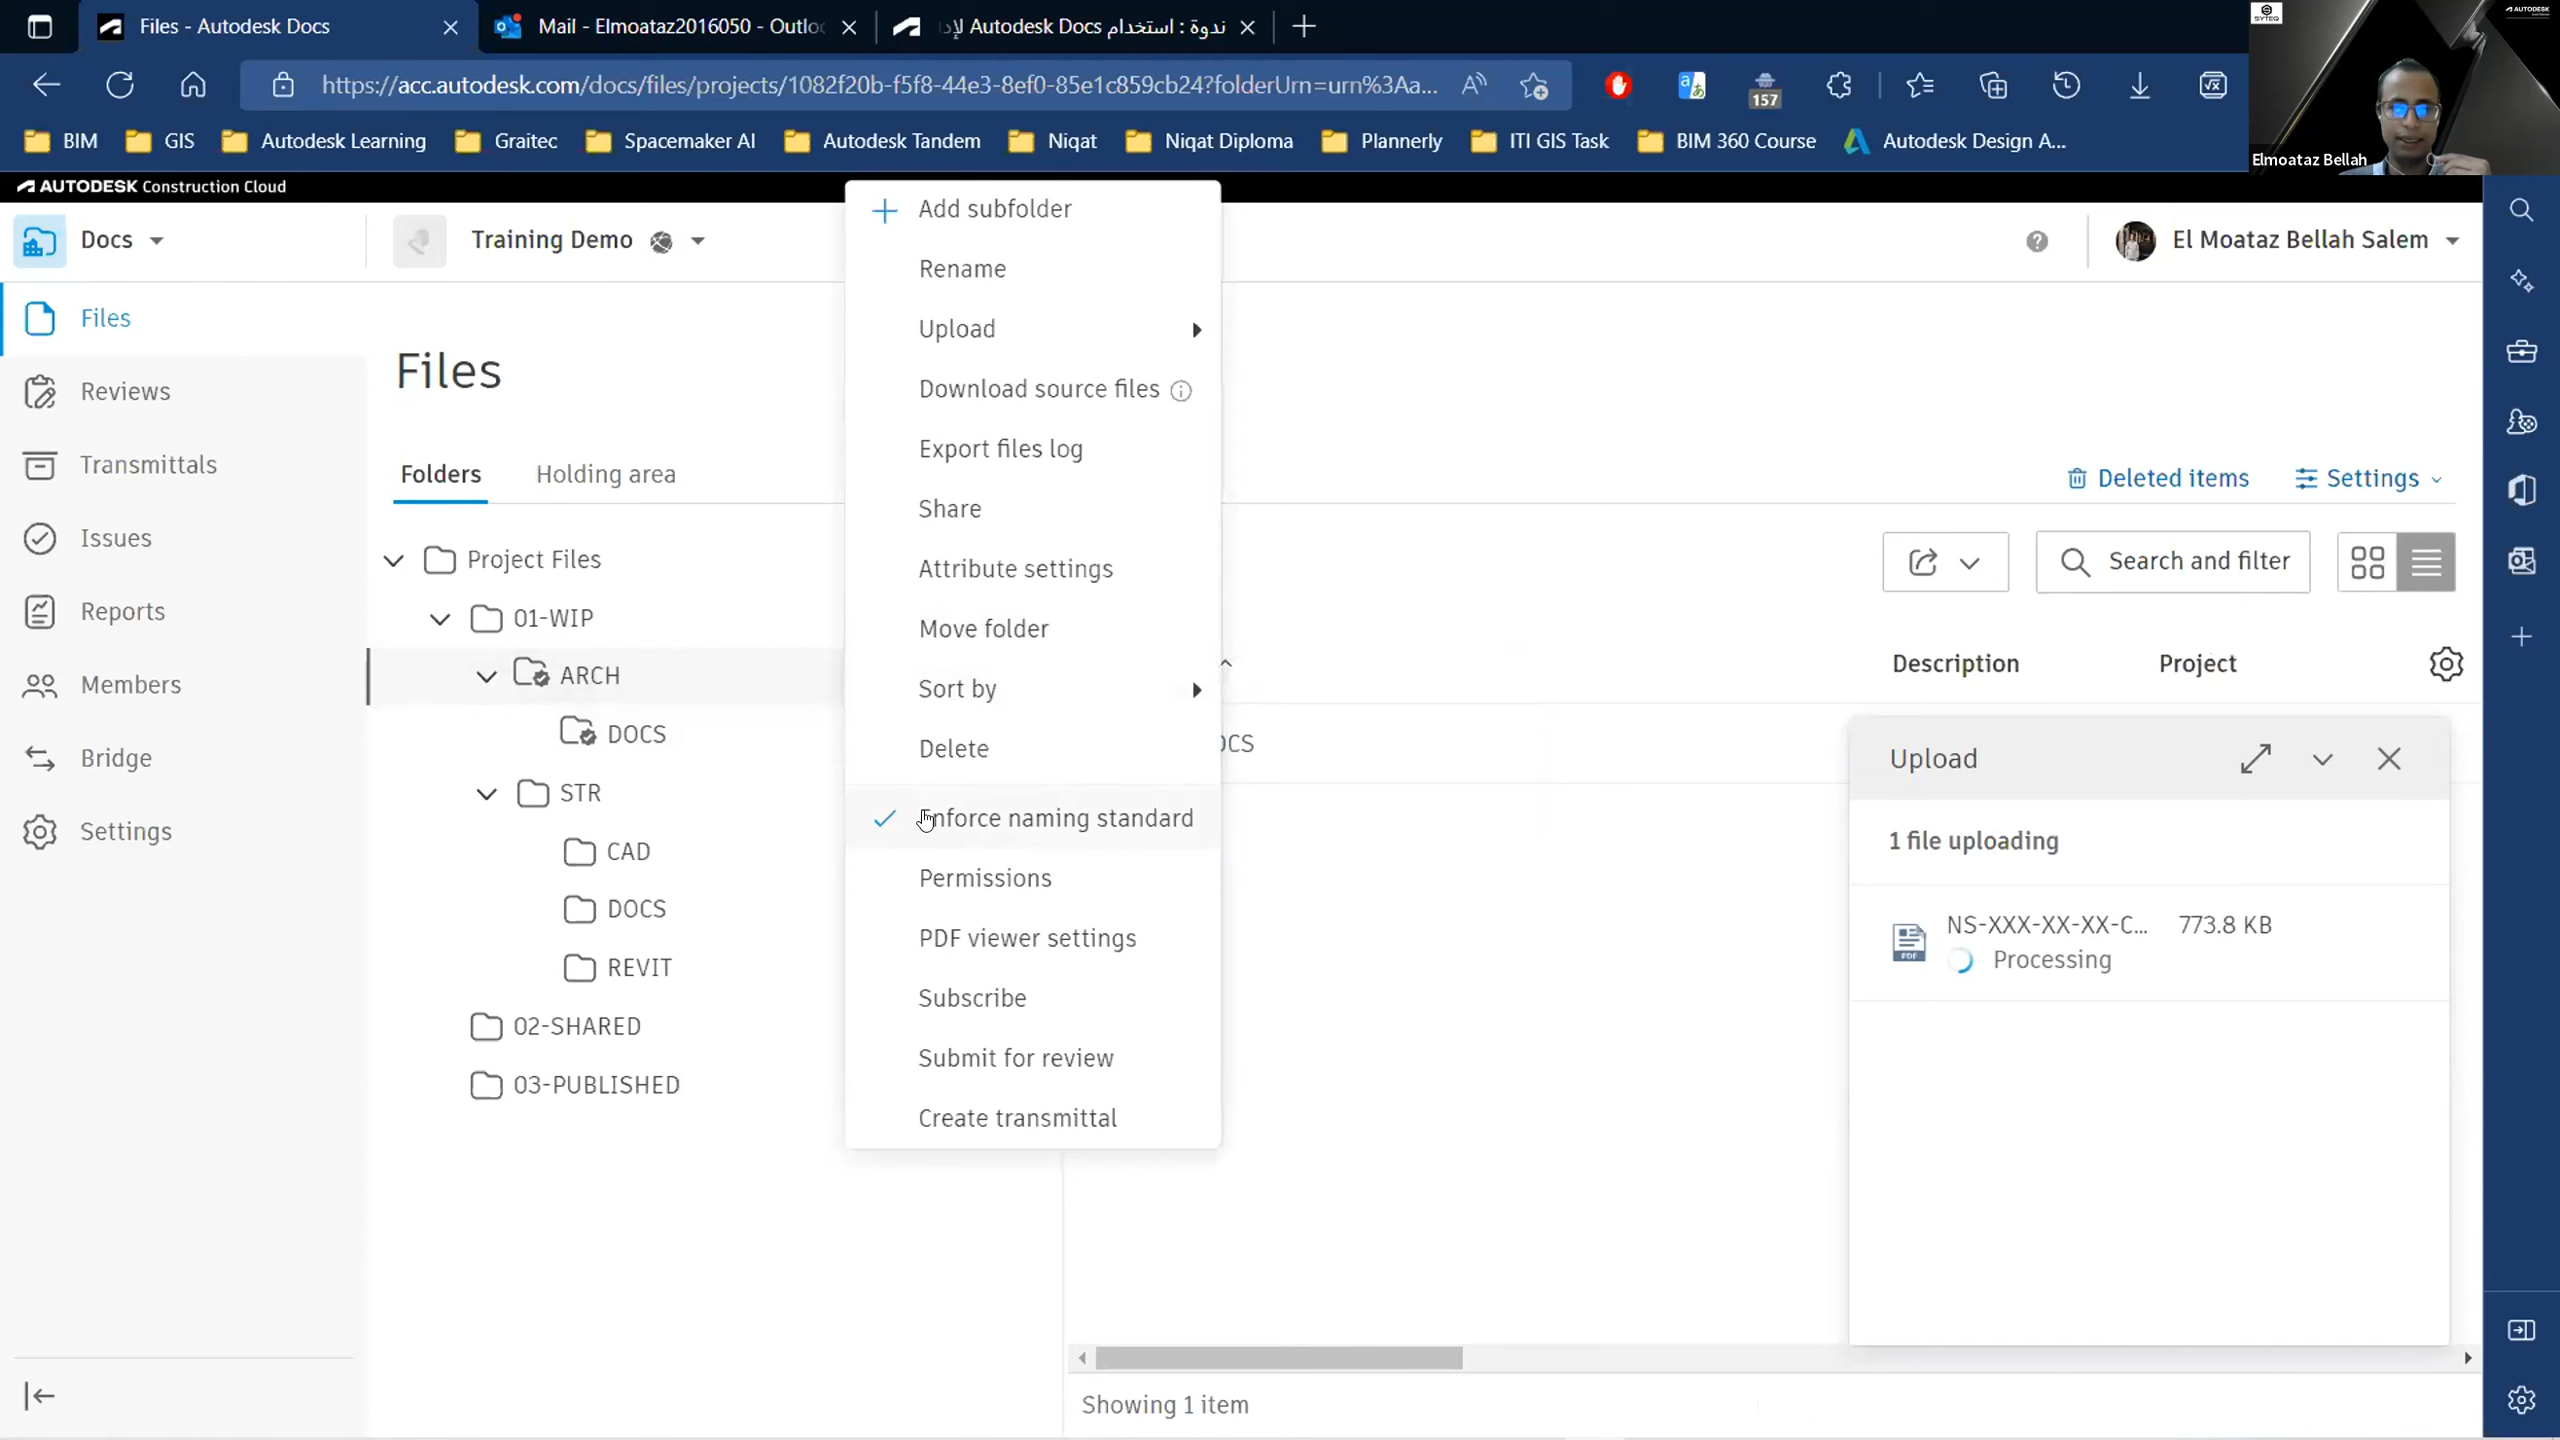 Files - Autodesk Docs
Mail - Elmoataz2016050 - Outlo
ندوة : استخدام Autodesk Docs لإد
https://acc.autodesk.com/docs/files/projects/1082f20b-f5f8-44e3-8ef0-85e1c859cb24?folderUrn=urn%3Aa...
157
BIM
GIS
Autodesk Learning
Graitec
Spacemaker AI
Autodesk Tandem
Niqat
Niqat Diploma
Plannerly
ITI GIS Task
BIM 360 Course
Autodesk Design A...
SYTEQ
AUTODESK
Elmoataz Bellah
AUTODESK Construction Cloud
Docs
Training Demo
El Moataz Bellah Salem
Files
Reviews
Transmittals
Issues
Reports
Members
Bridge
Settings
Files
Folders
Holding area
Deleted items
Settings
Project Files
01-WIP
ARCH
DOCS
STR
CAD
DOCS
REVIT
02-SHARED
03-PUBLISHED
Add subfolder
Rename
Upload
Download source files
Export files log
Share
Attribute settings
Move folder
Sort by
Delete
Enforce naming standard
Permissions
PDF viewer settings
Subscribe
Submit for review
Create transmittal
Search and filter
Description
Project
OCS
Upload
1 file uploading
NS-XXX-XX-XX-C...
773.8 KB
PDF
Processing
Showing 1 item